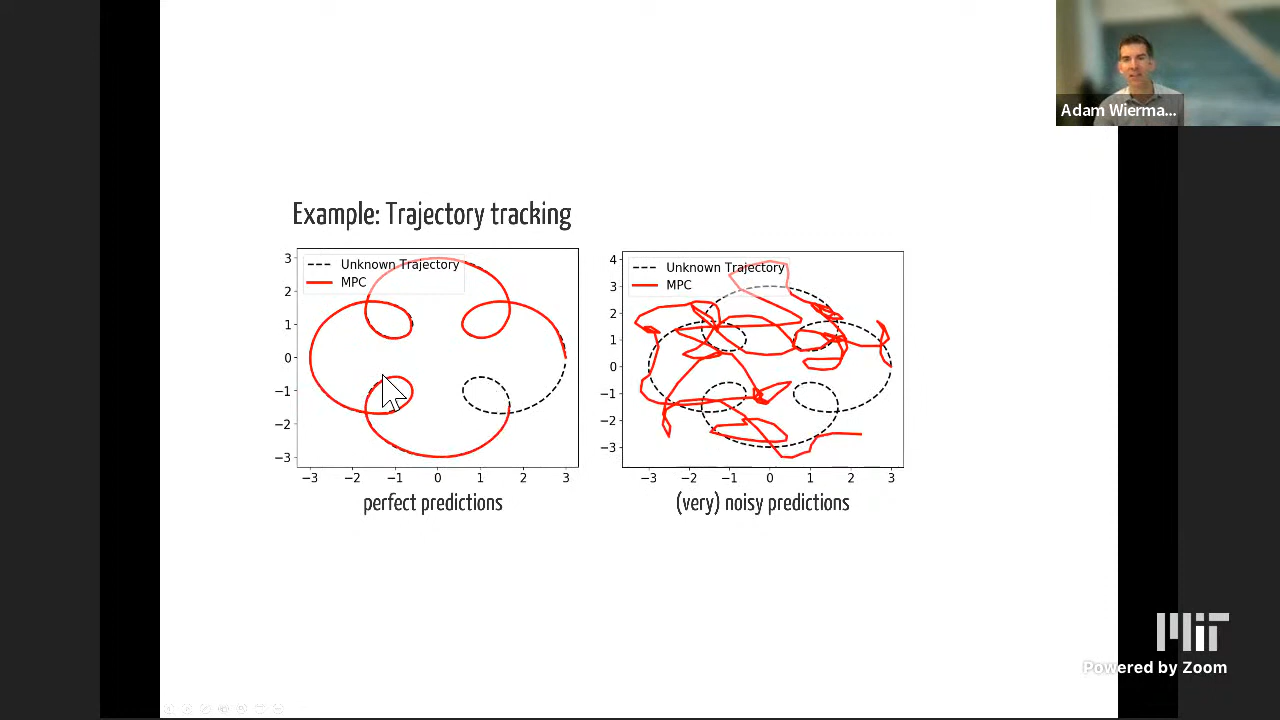 Adam Wierma...
Example: Trajectory tracking
Unknown Trajectory
MPC
3
2
1
0
−1
−2
−3
−3 −2 −1 0 1 2 3
perfect predictions
Unknown Trajectory
MPC
4
3
2
1
0
−1
−2
−3
−3 −2 −1 0 1 2 3
(very) noisy predictions
MIT
Powered by Zoom